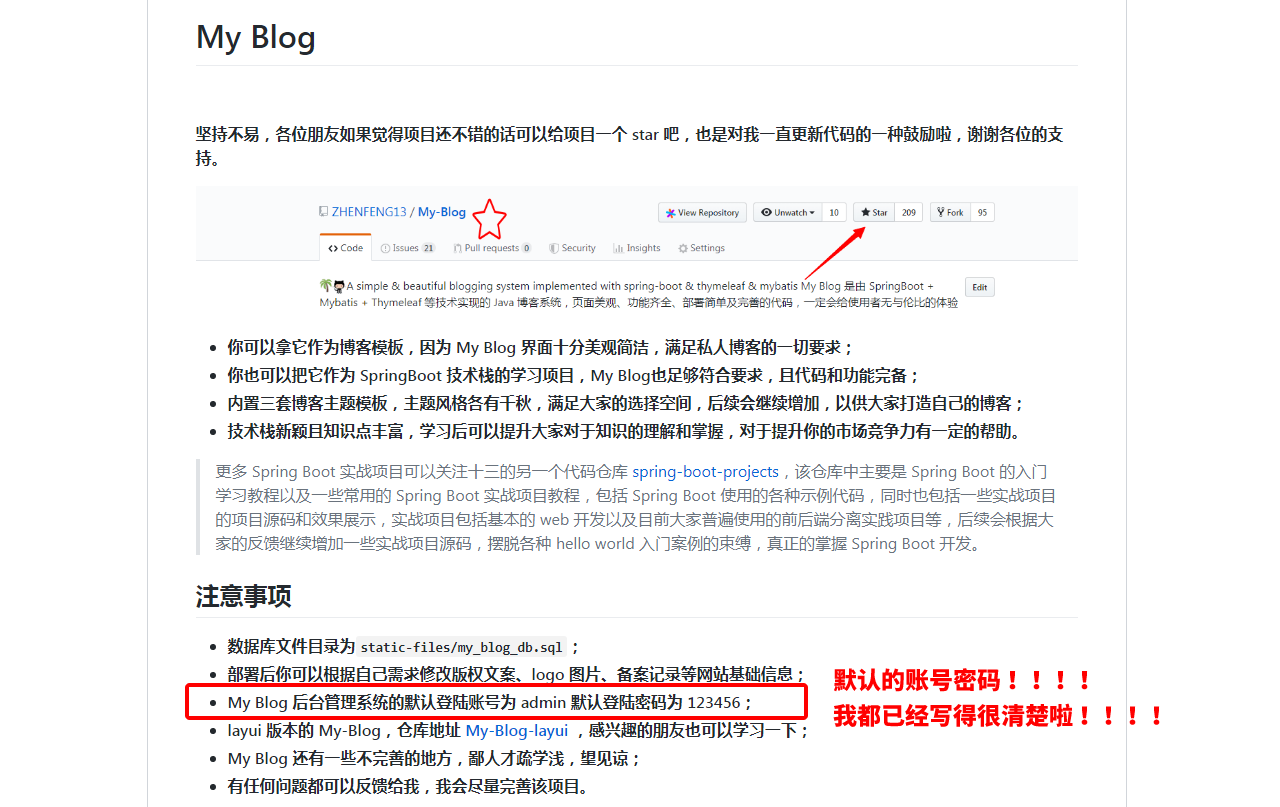 My Blog
坚持不易，各位朋友如果觉得项目还不错的话可以给项目一个 star 吧，也是对我一直更新代码的一种鼓励啦，谢谢各位的支
持。
ZHENFENG13 / My-Blog
View Repository
Unwatch 10
Star 209
Fork 95
Code
Issues 21
Pull requests 0
Security
Insights
Settings
🌴A simple & beautiful blogging system implemented with spring-boot & thymeleaf & mybatis My Blog 是由 SpringBoot +
Mybatis + Thymeleaf 等技术实现的 Java 博客系统，页面美观、功能齐全、部署简单及完善的代码，一定会给使用者无与伦比的体验
Edit
你可以拿它作为博客模板，因为 My Blog 界面十分美观简洁，满足私人博客的一切要求；
你也可以把它作为 SpringBoot 技术栈的学习项目，My Blog也足够符合要求，且代码和功能完备；
内置三套博客主题模板，主题风格各有千秋，满足大家的选择空间，后续会继续增加，以供大家打造自己的博客；
技术栈新颖且知识点丰富，学习后可以提升大家对于知识的理解和掌握，对于提升你的市场竞争力有一定的帮助。
更多 Spring Boot 实战项目可以关注十三的另一个代码仓库 spring-boot-projects，该仓库中主要是 Spring Boot 的入门
学习教程以及一些常用的 Spring Boot 实战项目教程，包括 Spring Boot 使用的各种示例代码，同时也包括一些实战项目
的项目源码和效果展示，实战项目包括基本的 web 开发以及目前大家普遍使用的前后端分离实践项目等，后续会根据大
家的反馈继续增加一些实战项目源码，摆脱各种 hello world 入门案例的束缚，真正的掌握 Spring Boot 开发。
注意事项
数据库文件目录为 static-files/my_blog_db.sql ；
部署后你可以根据自己需求修改版权文案、logo 图片、备案记录等网站基础信息；
My Blog 后台管理系统的默认登陆账号为 admin 默认登陆密码为 123456；
默认的账号密码！！！！
我都已经写得很清楚啦！！！！
layui 版本的 My-Blog，仓库地址 My-Blog-layui ，感兴趣的朋友也可以学习一下；
My Blog 还有一些不完善的地方，鄙人才疏学浅，望见谅；
有任何问题都可以反馈给我，我会尽量完善该项目。